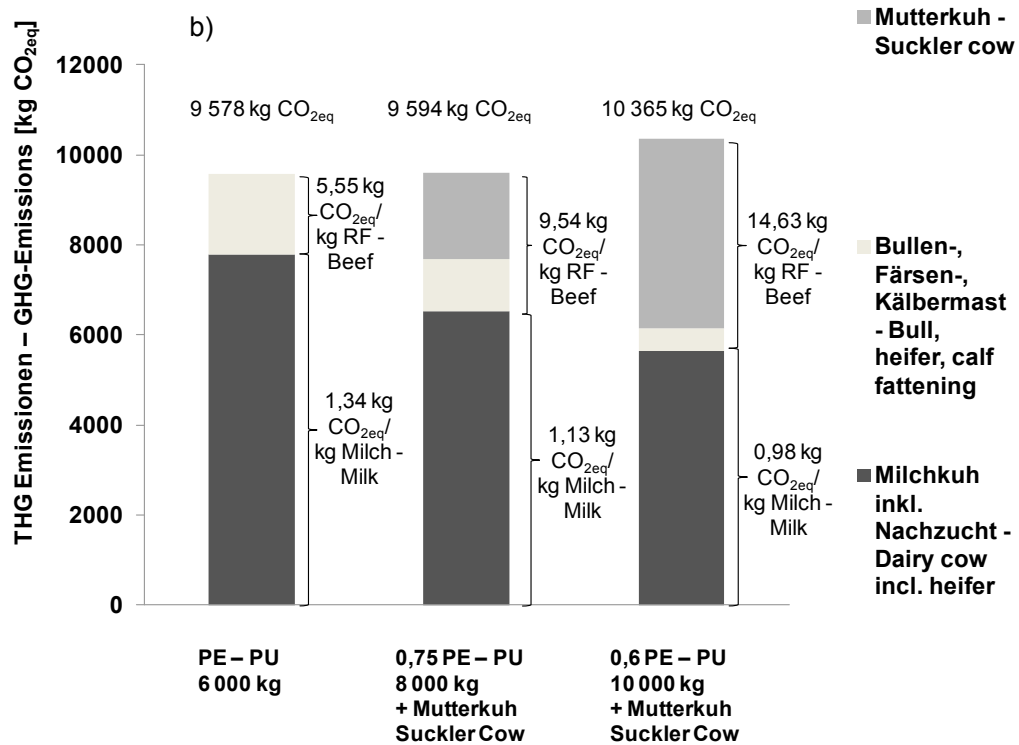 b)
THG Emissionen – GHG-Emissions [kg CO2eq]
12000
10000
8000
6000
4000
2000
0
9 578 kg CO2eq
9 594 kg CO2eq
10 365 kg CO2eq
5,55 kg
CO2eq/
kg RF -
Beef
1,34 kg
CO2eq/
kg Milch -
Milk
9,54 kg
CO2eq/
kg RF -
Beef
1,13 kg
CO2eq/
kg Milch -
Milk
14,63 kg
CO2eq/
kg RF -
Beef
0,98 kg
CO2eq/
kg Milch -
Milk
PE – PU
6 000 kg
0,75 PE – PU
8 000 kg
+ Mutterkuh
Suckler Cow
0,6 PE – PU
10 000 kg
+ Mutterkuh
Suckler Cow
Mutterkuh -
Suckler cow
Bullen-,
Färsen-,
Kälbermast
- Bull,
heifer, calf
fattening
Milchkuh
inkl.
Nachzucht -
Dairy cow
incl. heifer